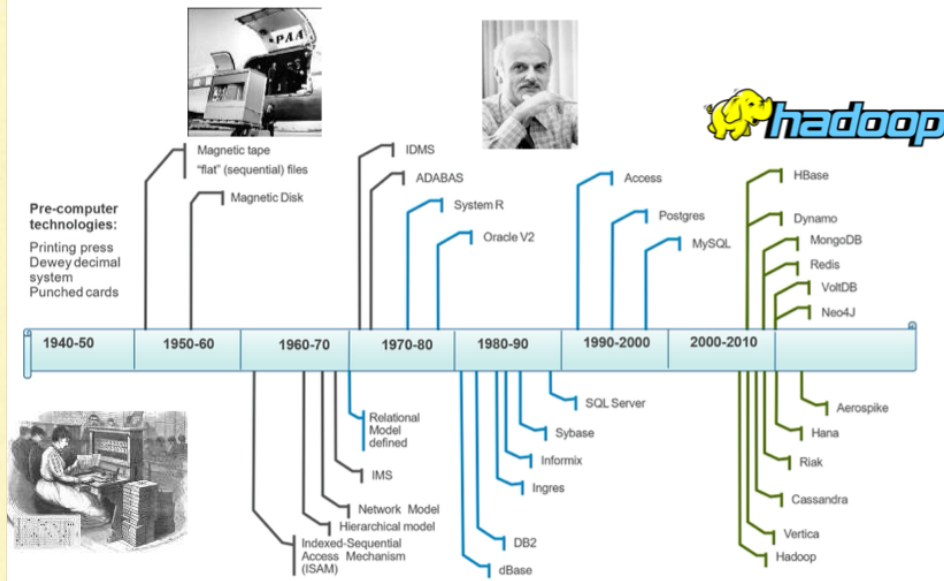 PAA
hadoop
Magnetic tape
"flat" (sequential) files
Magnetic Disk
IDMS
ADABAS
System R
Oracle V2
Access
Postgres
MySQL
HBase
Dynamo
MongoDB
Redis
VoltDB
Neo4J
Pre-computer
technologies:
Printing press
Dewey decimal
system
Punched cards
1940-50
1950-60
1960-70
1970-80
1980-90
1990-2000
2000-2010
Relational
Model
defined
IMS
Network Model
Hierarchical model
Indexed-Sequential
Access Mechanism
(ISAM)
SQL Server
Sybase
Informix
Ingres
DB2
dBase
Aerospike
Hana
Riak
Cassandra
Vertica
Hadoop